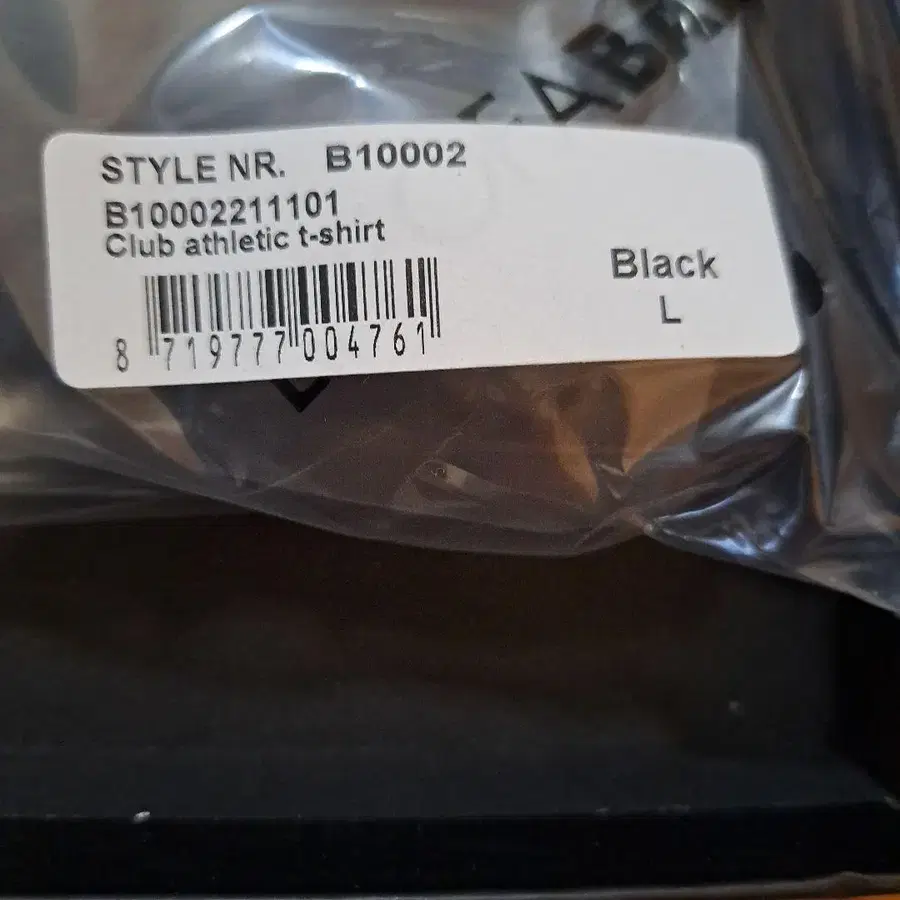 STYLE NR. B10002
B10002211101
Club athletic t-shirt
Black
L
8 719777 004761